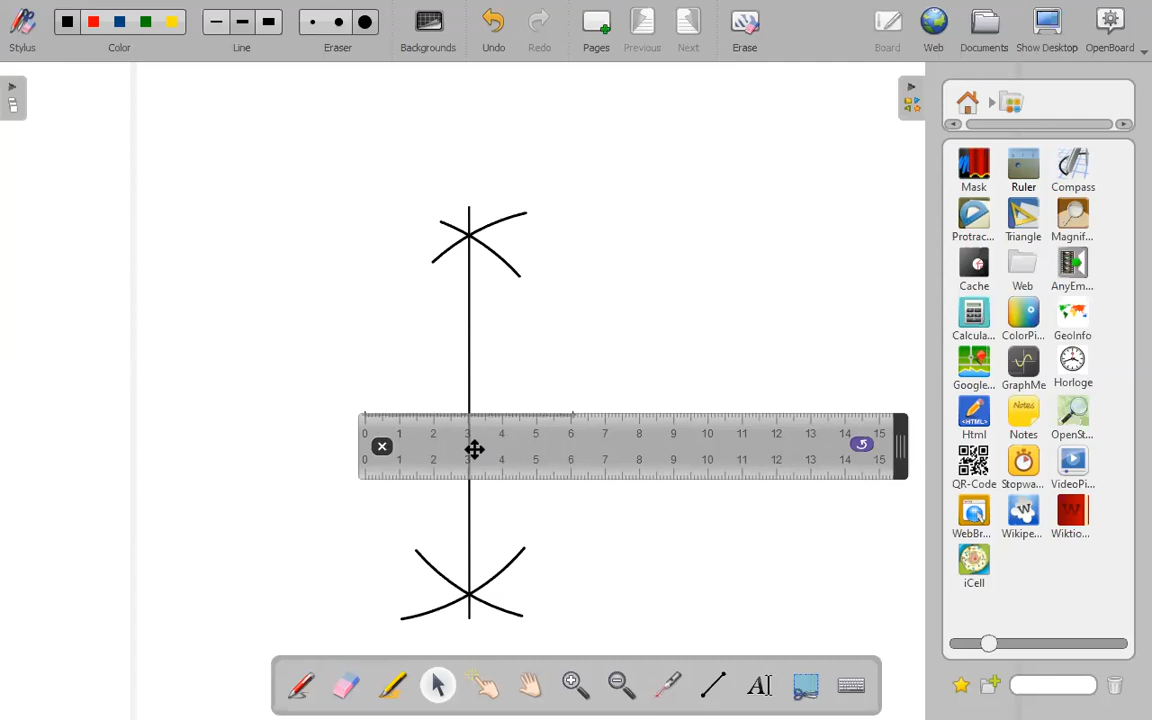 Stylus Color Line Eraser Backgrounds Undo Redo Pages Previous Next Erase Board Web Documents Show Desktop OpenBoard
Mask Ruler Compass
Protrac... Triangle Magnif...
Cache Web AnyEm...
Calcula... ColorPi... GeoInfo
Google... GraphMe Horloge
Html Notes OpenSt...
QR-Code Stopwa... VideoPi...
WebBr... Wikipe... Wiktio...
iCell
0 1 2 3 4 5 6 7 8 9 10 11 12 13 14 15
0 1 2 3 4 5 6 7 8 9 10 11 12 13 14 15